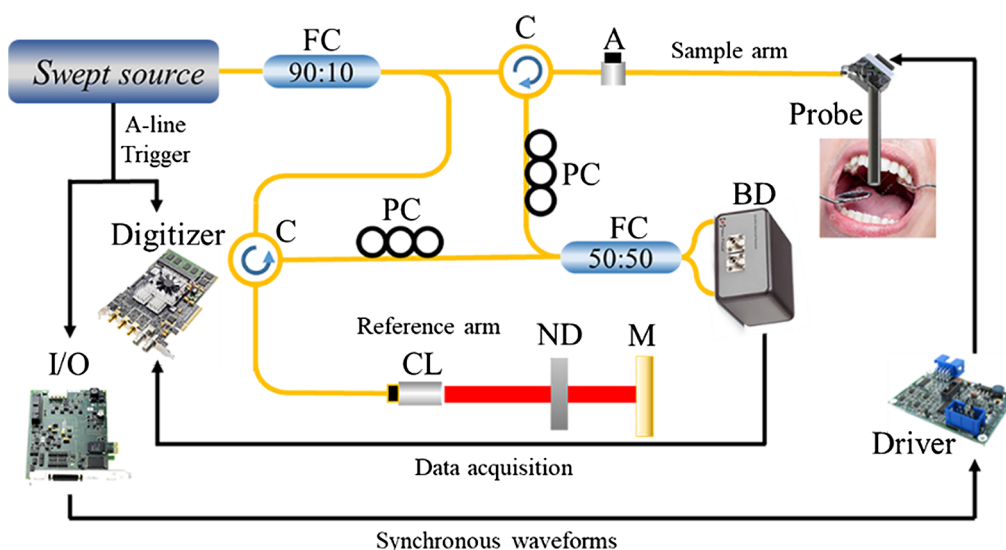 Swept source
FC
90:10
C
A
Sample arm
A-line
Trigger
Probe
PC
Digitizer
C
PC
FC
50:50
BD
I/O
Reference arm
CL
ND
M
Driver
Data acquisition
Synchronous waveforms